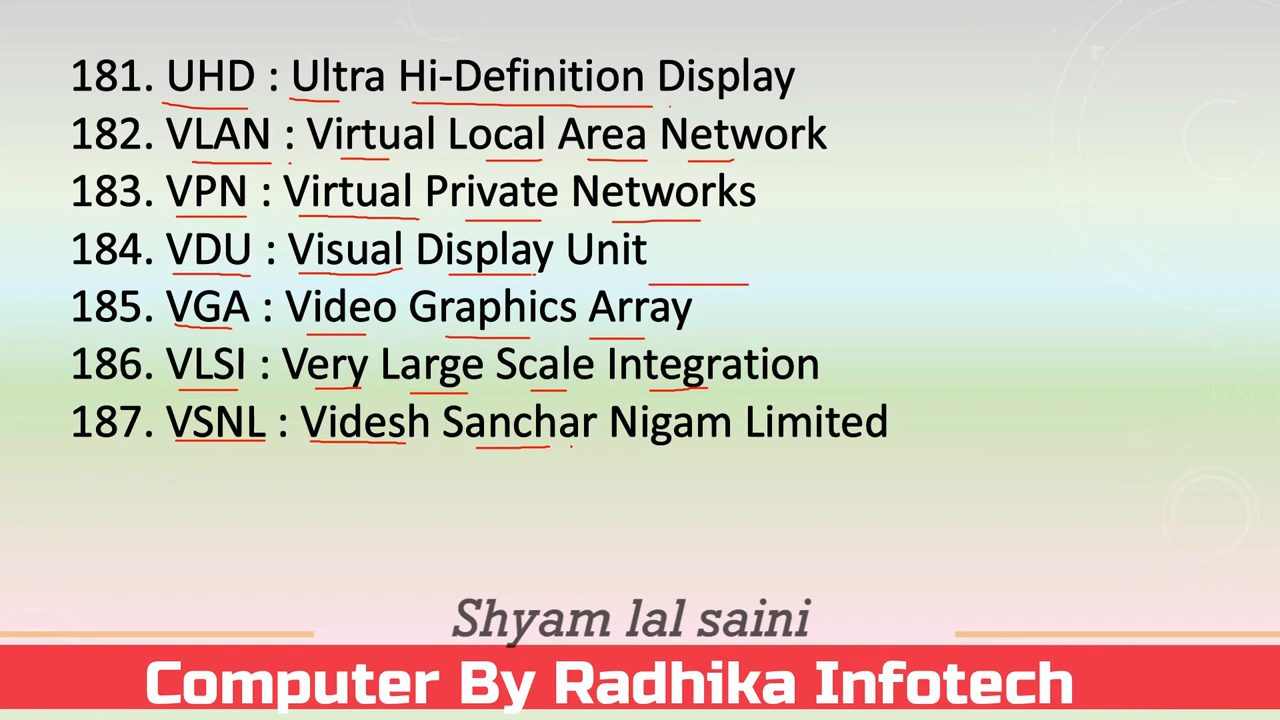 181. UHD : Ultra Hi-Definition Display
182. VLAN : Virtual Local Area Network
183. VPN : Virtual Private Networks
184. VDU : Visual Display Unit
185. VGA : Video Graphics Array
186. VLSI : Very Large Scale Integration
187. VSNL : Videsh Sanchar Nigam Limited
Shyam lal saini
Computer By Radhika Infotech